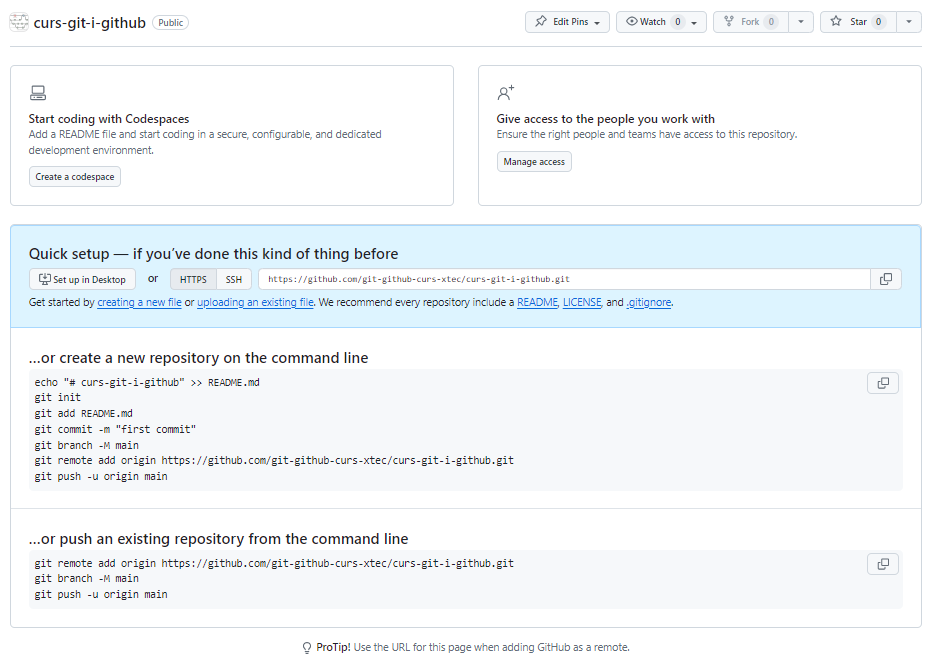 curs-git-i-github Public
Edit Pins Watch 0 Fork 0 Star 0
Start coding with Codespaces
Add a README file and start coding in a secure, configurable, and dedicated
development environment.
Create a codespace
Give access to the people you work with
Ensure the right people and teams have access to this repository.
Manage access
Quick setup — if you’ve done this kind of thing before
Set up in Desktop or HTTPS SSH https://github.com/git-github-curs-xtec/curs-git-i-github.git
Get started by creating a new file or uploading an existing file. We recommend every repository include a README, LICENSE, and .gitignore.
…or create a new repository on the command line
echo "# curs-git-i-github" >> README.md
git init
git add README.md
git commit -m "first commit"
git branch -M main
git remote add origin https://github.com/git-github-curs-xtec/curs-git-i-github.git
git push -u origin main
…or push an existing repository from the command line
git remote add origin https://github.com/git-github-curs-xtec/curs-git-i-github.git
git branch -M main
git push -u origin main
ProTip! Use the URL for this page when adding GitHub as a remote.